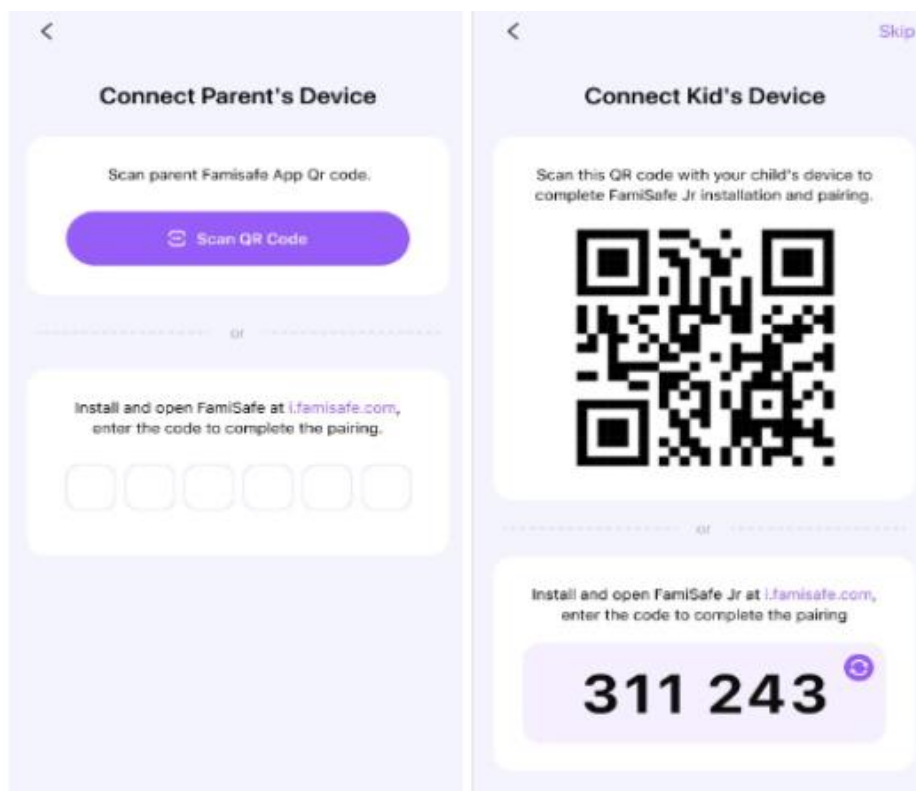 Connect Parent's Device
Scan parent Famisafe App Qr code.
Scan QR Code
or
Install and open FamiSafe at i.famisafe.com,
enter the code to complete the pairing.
Skip
Connect Kid's Device
Scan this QR code with your child's device to
complete FamiSafe Jr installation and pairing.
or
Install and open FamiSafe Jr at i.famisafe.com,
enter the code to complete the pairing
311 243